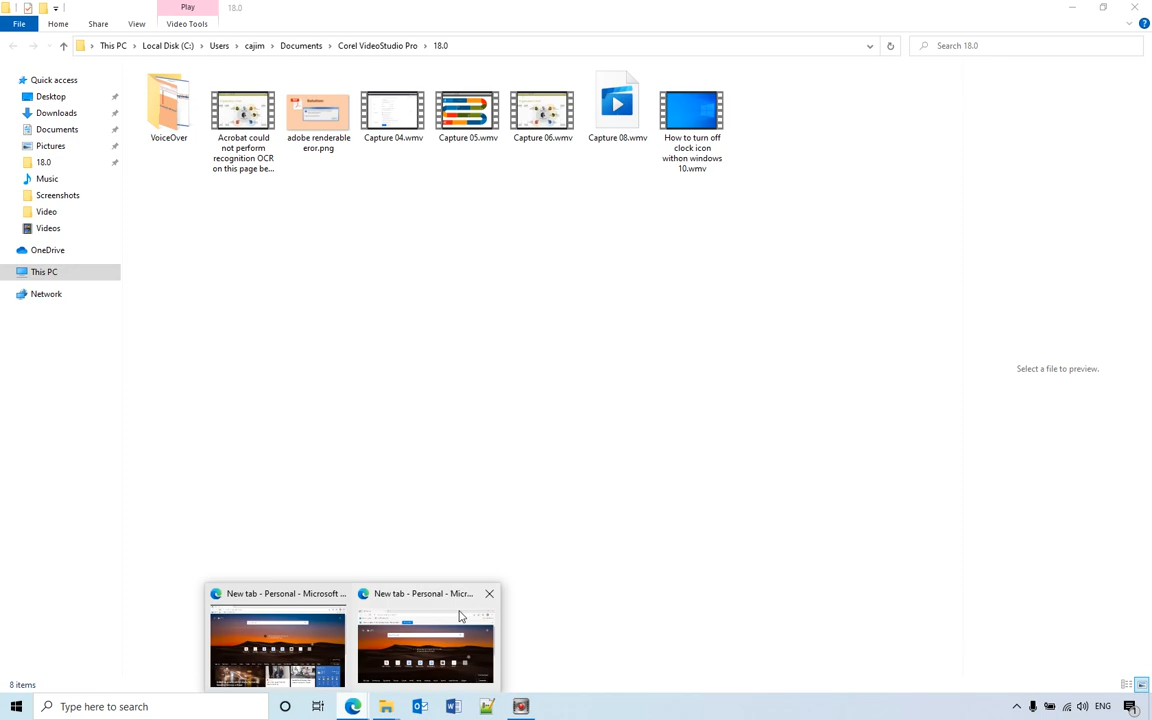 Play
18.0
File
Home
Share
View
Video Tools
This PC
Local Disk (C:)
Users
cajim
Documents
Corel VideoStudio Pro
18.0
Search 18.0
Quick access
Desktop
Downloads
Documents
Pictures
18.0
Music
Screenshots
Video
Videos
OneDrive
This PC
Network
VoiceOver
Acrobat could
not perform
recognition OCR
on this page be...
adobe renderable
eror.png
Capture 04.wmv
Capture 05.wmv
Capture 06.wmv
Capture 08.wmv
How to turn off
clock icon
withon windows
10.wmv
Select a file to preview.
New tab - Personal - Microsoft ...
New tab - Personal - Micr...
8 items
Type here to search
ENG
1